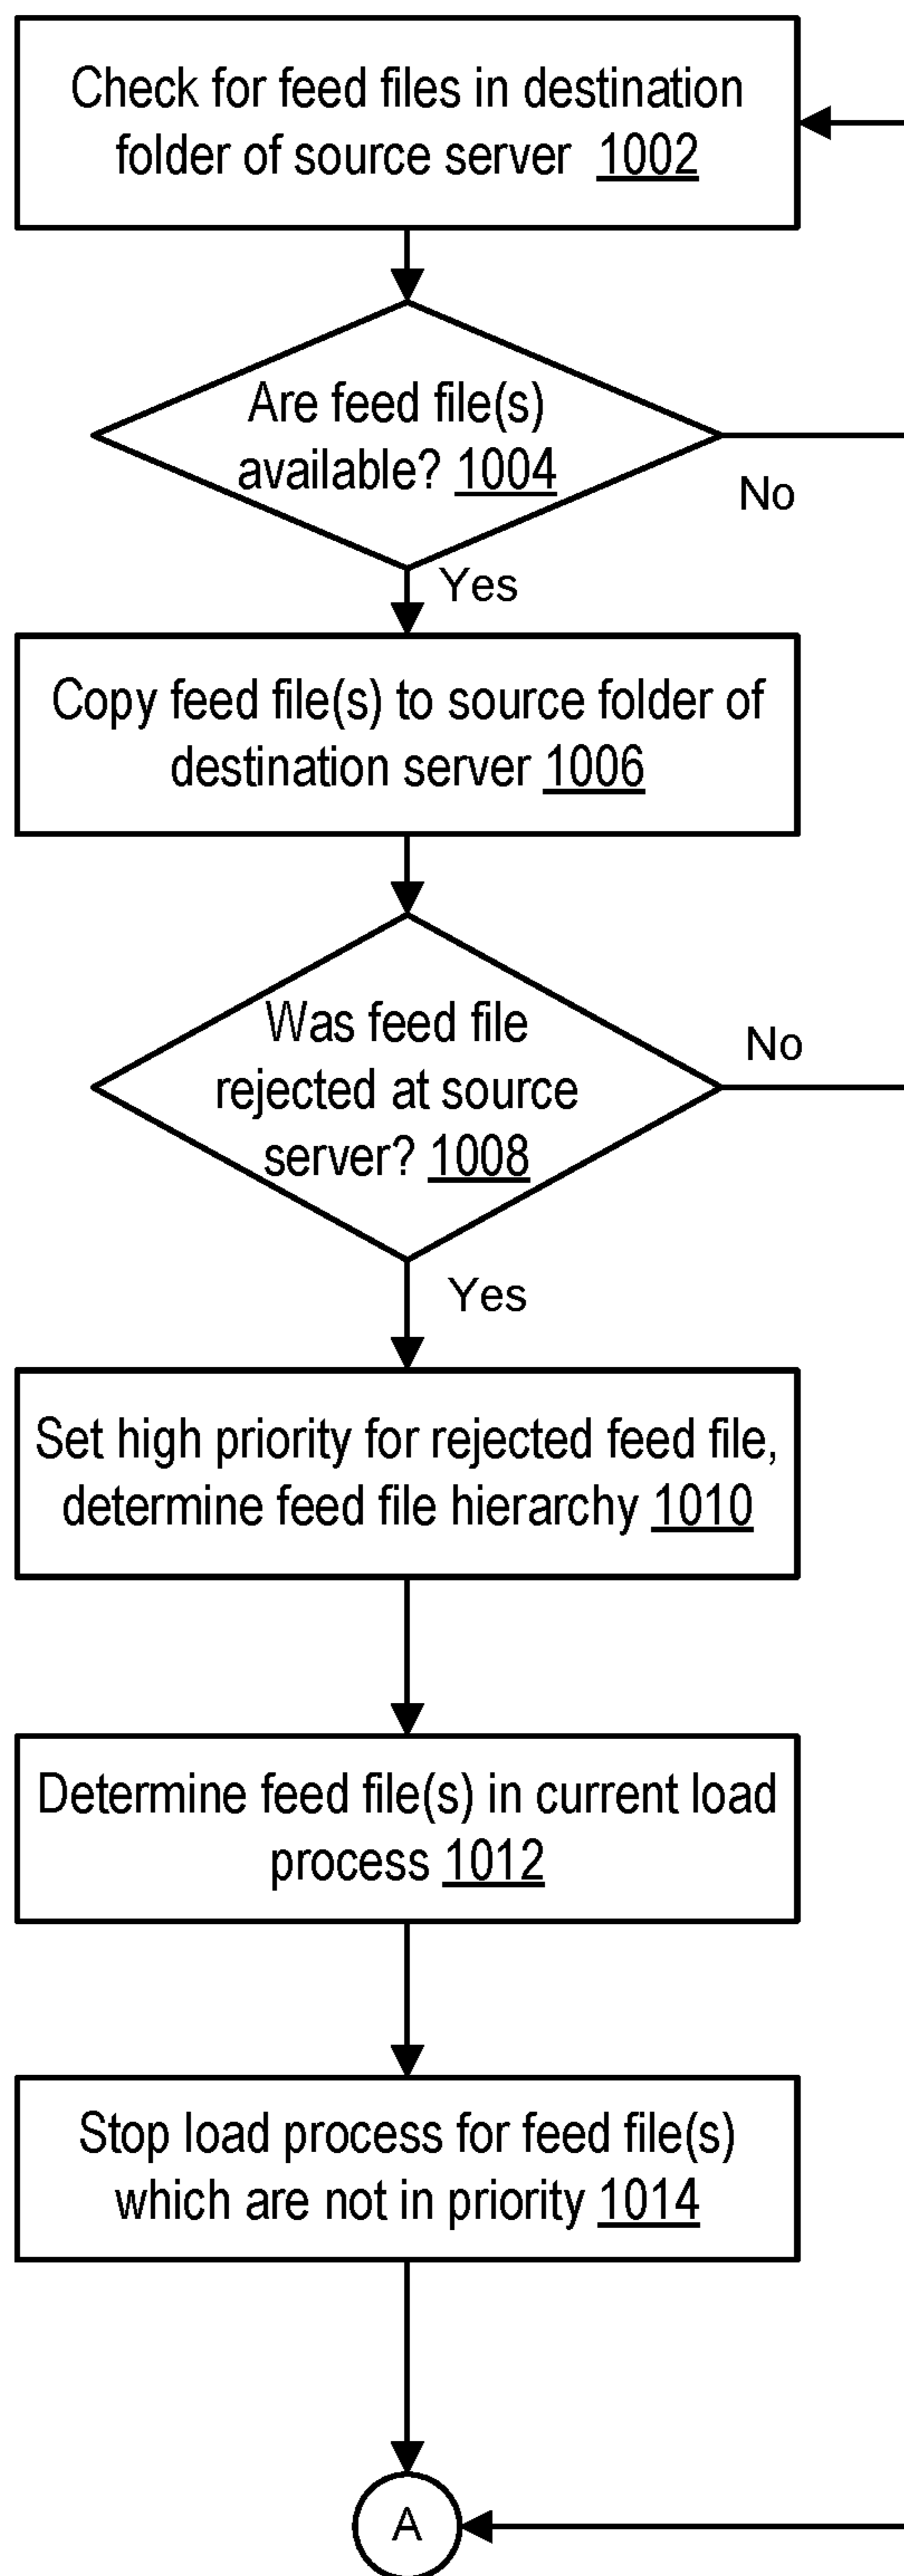 Check for feed files in destination
folder of source server 1002
Are feed file(s)
available? 1004
No
Yes
Copy feed file(s) to source folder of
destination server 1006
Was feed file
rejected at source
server? 1008
No
Yes
Set high priority for rejected feed file,
determine feed file hierarchy 1010
Determine feed file(s) in current load
process 1012
Stop load process for feed file(s)
which are not in priority 1014
A